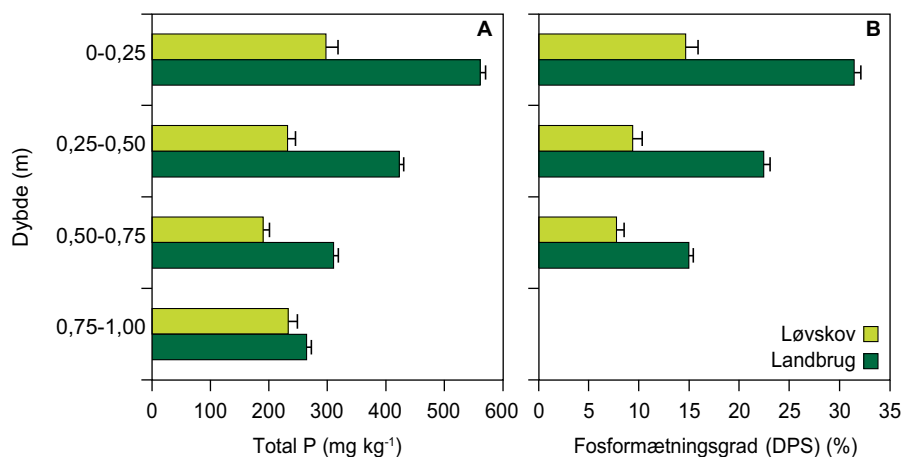 A
B
Dybde (m)
0-0,25
0,25-0,50
0,50-0,75
0,75-1,00
Løvskov
Landbrug
0 100 200 300 400 500 600
0 5 10 15 20 25 30 35
Total P (mg kg⁻¹)
Fosformætningsgrad (DPS) (%)